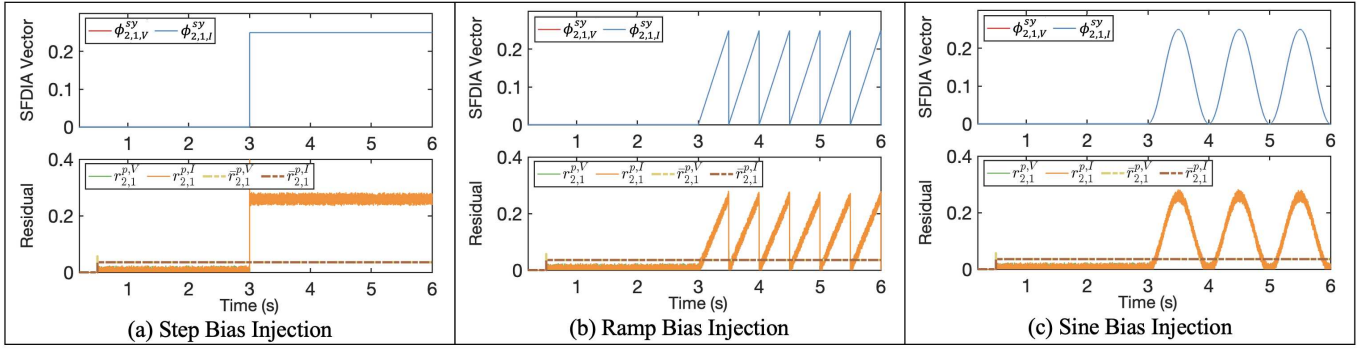 SFDIA Vector
0.2
0.1
0
ϕ^{sy}_{2,1,V} ϕ^{sy}_{2,1,I}
1 2 3 4 5 6
Residual
0.4
0.2
0
r^{p,V}_{2,1} r^{p,I}_{2,1} r̄^{p,V}_{2,1} r̄^{p,I}_{2,1}
1 2 3 4 5 6
Time (s)
(a) Step Bias Injection
SFDIA Vector
0.2
0.1
0
ϕ^{sy}_{2,1,V} ϕ^{sy}_{2,1,I}
1 2 3 4 5 6
Residual
0.4
0.2
0
r^{p,V}_{2,1} r^{p,I}_{2,1} r̄^{p,V}_{2,1} r̄^{p,I}_{2,1}
1 2 3 4 5 6
Time (s)
(b) Ramp Bias Injection
SFDIA Vector
0.2
0.1
0
ϕ^{sy}_{2,1,V} ϕ^{sy}_{2,1,I}
1 2 3 4 5 6
Residual
0.4
0.2
0
r^{p,V}_{2,1} r^{p,I}_{2,1} r̄^{p,V}_{2,1} r̄^{p,I}_{2,1}
1 2 3 4 5 6
Time (s)
(c) Sine Bias Injection